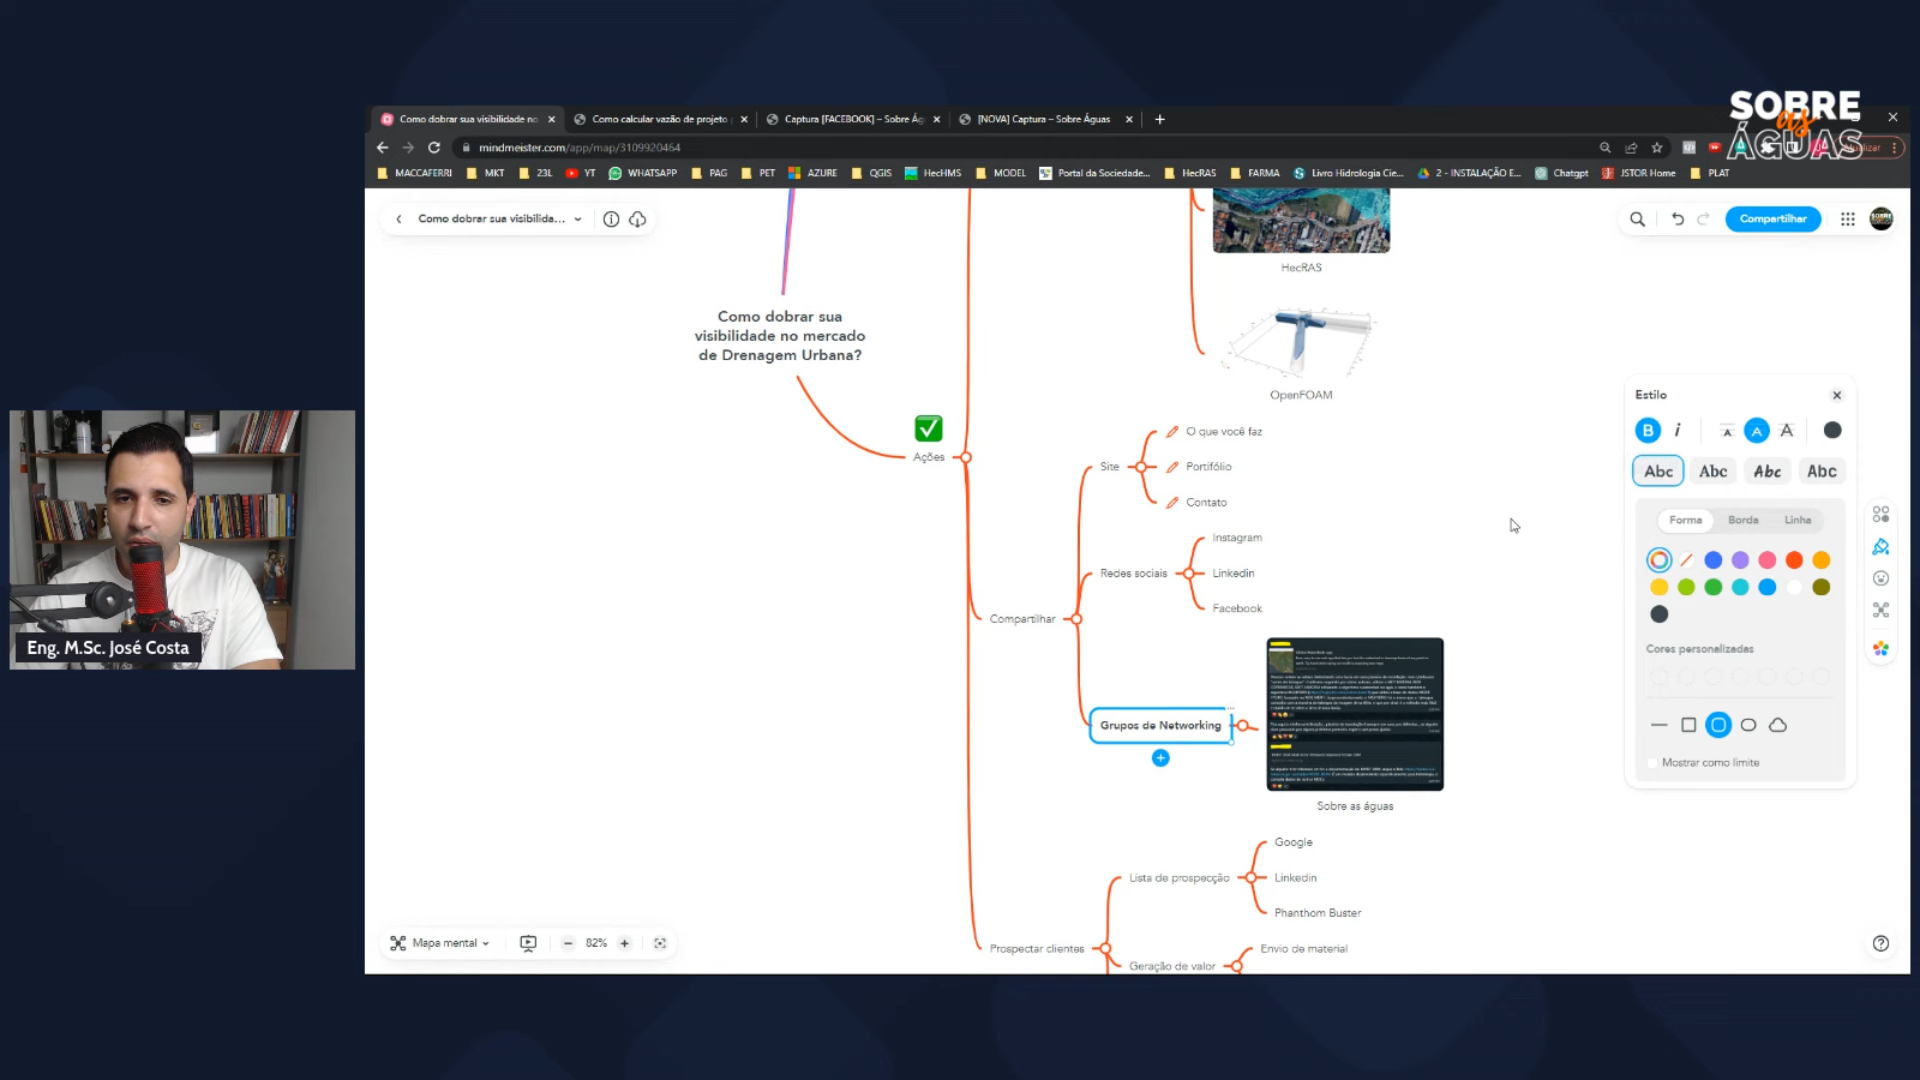 SOBRE
as
ÁGUAS
Como dobrar sua visibilidade no
Como calcular vazão de projeto
Captura [FACEBOOK] – Sobre Ág
[NOVA] Captura – Sobre Águas
mindmeister.com/app/map/3109920464
MACCAFERRI
MKT
23L
YT
WHATSAPP
PAG
PET
AZURE
QGIS
HecHMS
MODEL
Portal da Sociedade...
HecRAS
FARMA
Livro Hidrologia Cie...
2 - INSTALAÇÃO E...
Chatgpt
JSTOR Home
PLAT
Como dobrar sua visibilida...
Compartilhar
HecRAS
OpenFOAM
Como dobrar sua
visibilidade no mercado
de Drenagem Urbana?
Ações
Site
O que você faz
Portifólio
Contato
Redes sociais
Instagram
Linkedin
Facebook
Compartilhar
Grupos de Networking
Sobre as águas
Lista de prospecção
Google
Linkedin
Phanthom Buster
Prospectar clientes
Geração de valor
Envio de material
Estilo
B i A A A
Abc Abc Abc Abc
Forma Borda Linha
Cores personalizadas
Mostrar como limite
Mapa mental
82%
Eng. M.Sc. José Costa